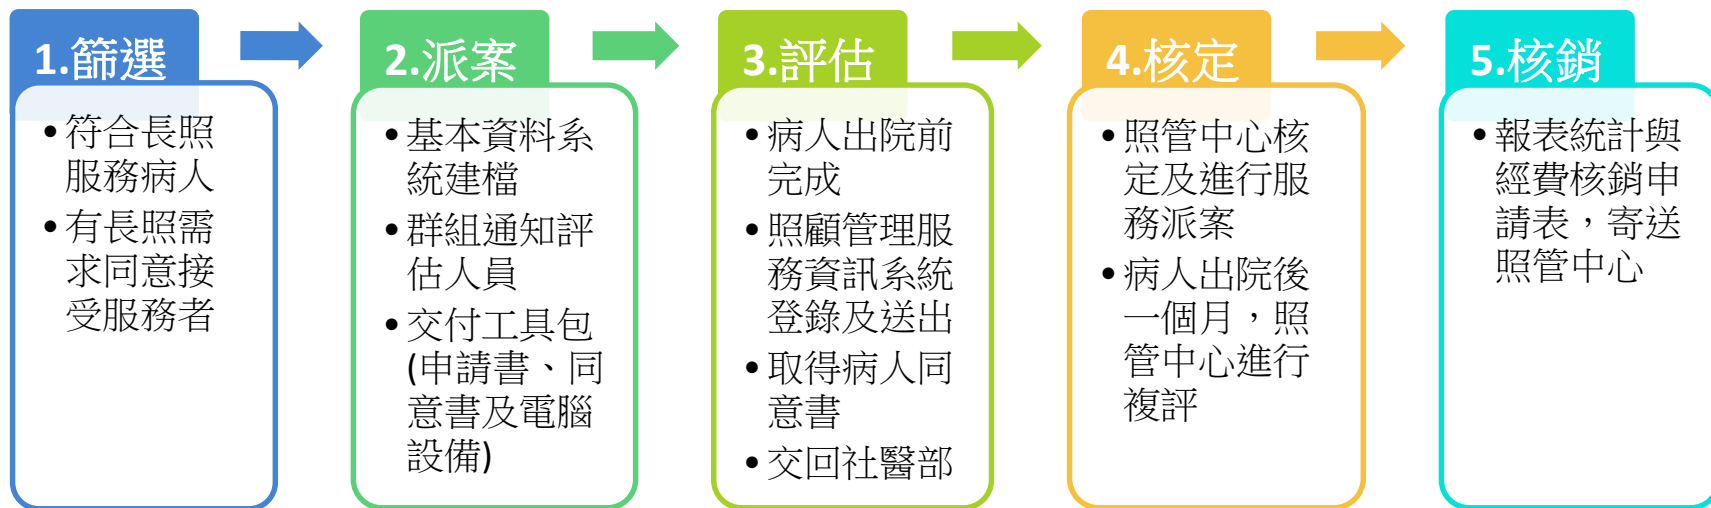 1.篩選
•符合長照
服務病人
•有長照需
求同意接
受服務者
2.派案
•基本資料系
統建檔
•群組通知評
估人員
•交付工具包
(申請書、同
意書及電腦
設備)
3.評估
•病人出院前
完成
•照顧管理服
務資訊系統
登錄及送出
•取得病人同
意書
•交回社醫部
4.核定
•照管中心核
定及進行服
務派案
•病人出院後
一個月，照
管中心進行
複評
5.核銷
•報表統計與
經費核銷申
請表，寄送
照管中心